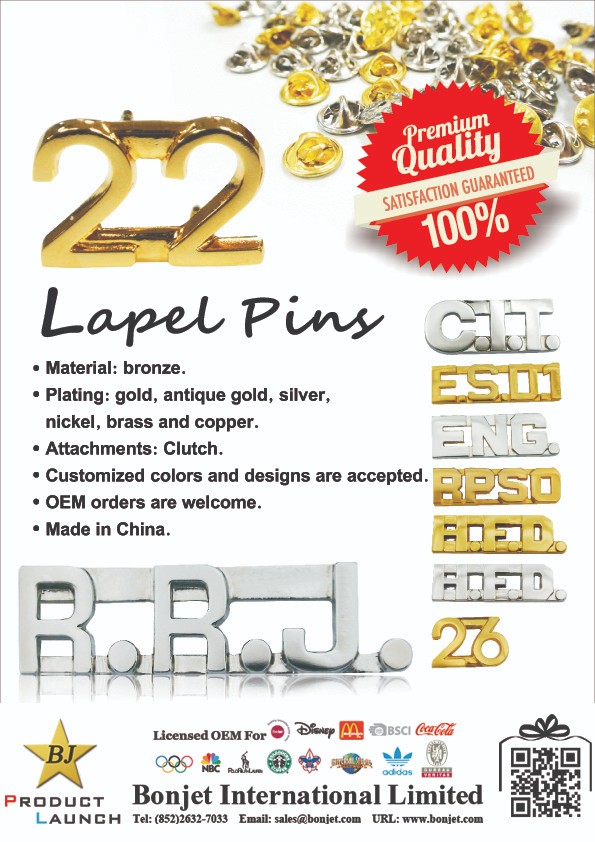 22
Premium
Quality
SATISFACTION GUARANTEED
100%
Lapel Pins
• Material: bronze.
• Plating: gold, antique gold, silver,
nickel, brass and copper.
• Attachments: Clutch.
• Customized colors and designs are accepted.
• OEM orders are welcome.
• Made in China.
C.I.T.
E.S.D.1
ENG.
RPSO
H.F.D.
H.F.D.
26
R.R.J.
BJ
PRODUCT
LAUNCH
Licensed OEM For
Disney
BSCI
Coca-Cola
NBC
adidas
Bonjet International Limited
Tel: (852)2632-7033 Email: sales@bonjet.com URL: www.bonjet.com